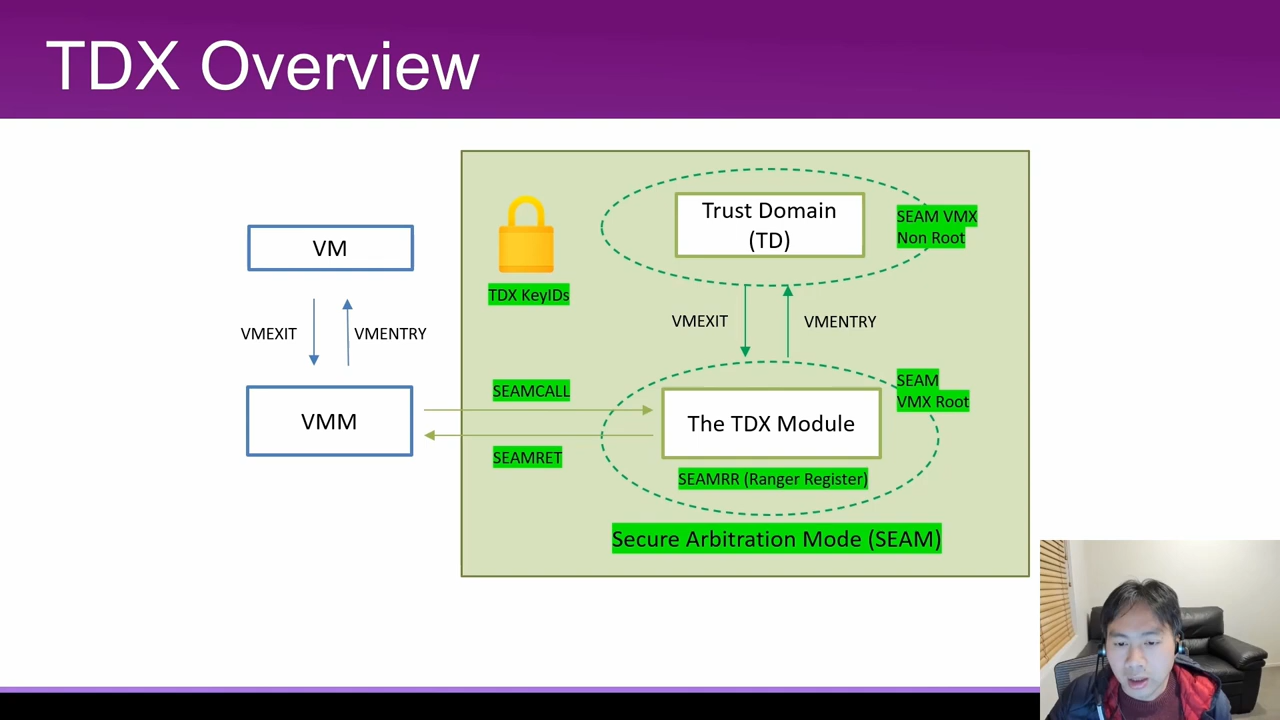 TDX Overview
Trust Domain
(TD)
SEAM VMX
Non Root
VM
TDX KeyIDs
VMEXIT
VMENTRY
VMEXIT
VMENTRY
SEAMCALL
SEAM
VMX Root
VMM
The TDX Module
SEAMRET
SEAMRR (Ranger Register)
Secure Arbitration Mode (SEAM)